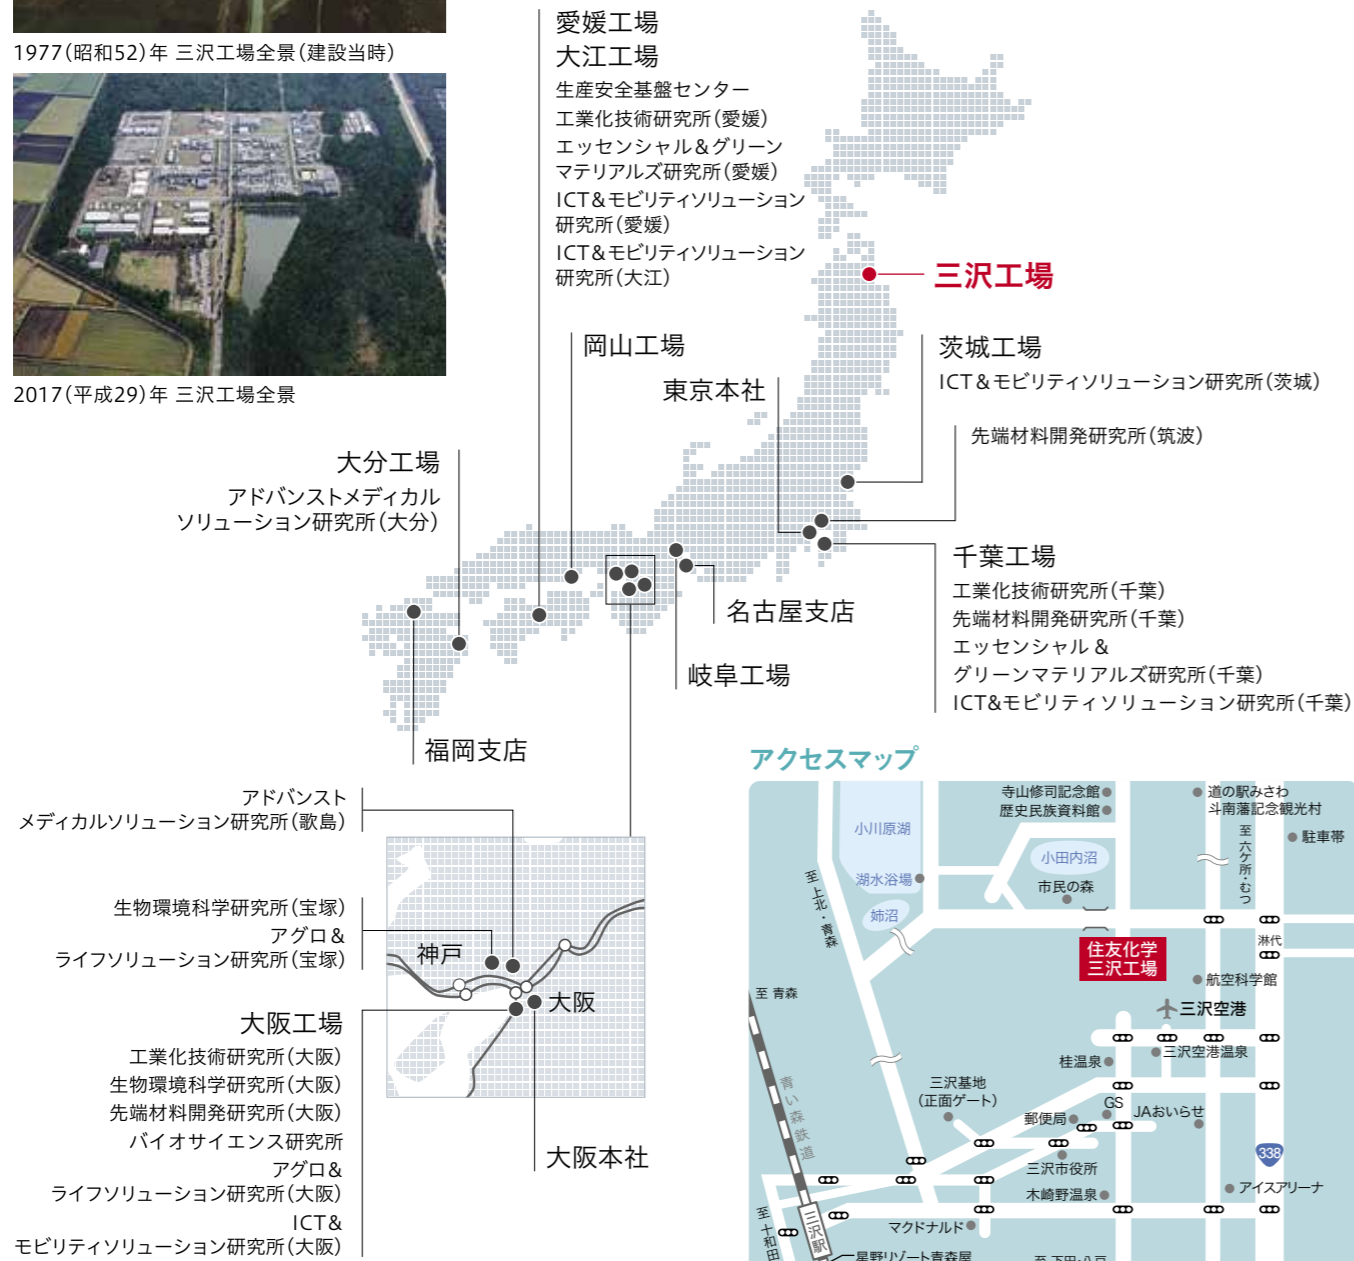 1977(昭和52)年 三沢工場全景(建設当時)
2017(平成29)年 三沢工場全景
愛媛工場
大江工場
生産安全基盤センター
工業化技術研究所(愛媛)
エッセンシャル&グリーン
マテリアルズ研究所(愛媛)
ICT&モビリティソリューション
研究所(愛媛)
ICT&モビリティソリューション
研究所(大江)
三沢工場
岡山工場
東京本社
茨城工場
ICT&モビリティソリューション研究所(茨城)
先端材料開発研究所(筑波)
大分工場
アドバンストメディカル
ソリューション研究所(大分)
千葉工場
工業化技術研究所(千葉)
先端材料開発研究所(千葉)
エッセンシャル &
グリーンマテリアルズ研究所(千葉)
ICT&モビリティソリューション研究所(千葉)
名古屋支店
岐阜工場
福岡支店
アドバンスト
メディカルソリューション研究所(歌島)
生物環境科学研究所(宝塚)
アグロ&
ライフソリューション研究所(宝塚)
神戸
大阪
大阪工場
工業化技術研究所(大阪)
生物環境科学研究所(大阪)
先端材料開発研究所(大阪)
バイオサイエンス研究所
アグロ&
ライフソリューション研究所(大阪)
ICT&
モビリティソリューション研究所(大阪)
大阪本社
アクセスマップ
寺山修司記念館
歴史民族資料館
道の駅みさわ
斗南藩記念観光村
小川原湖
至 六ケ所・むつ
駐車帯
小田内沼
湖水浴場
市民の森
至 上北・青森
姉沼
住友化学
三沢工場
淋代
航空科学館
至 青森
三沢空港
三沢空港温泉
桂温泉
青い森鉄道
三沢基地
(正面ゲート)
GS
郵便局
JAおいらせ
三沢市役所
338
木崎野温泉
アイスアリーナ
至 十和田
三沢駅
マクドナルド
星野リゾート青森屋
至 下田・八戸